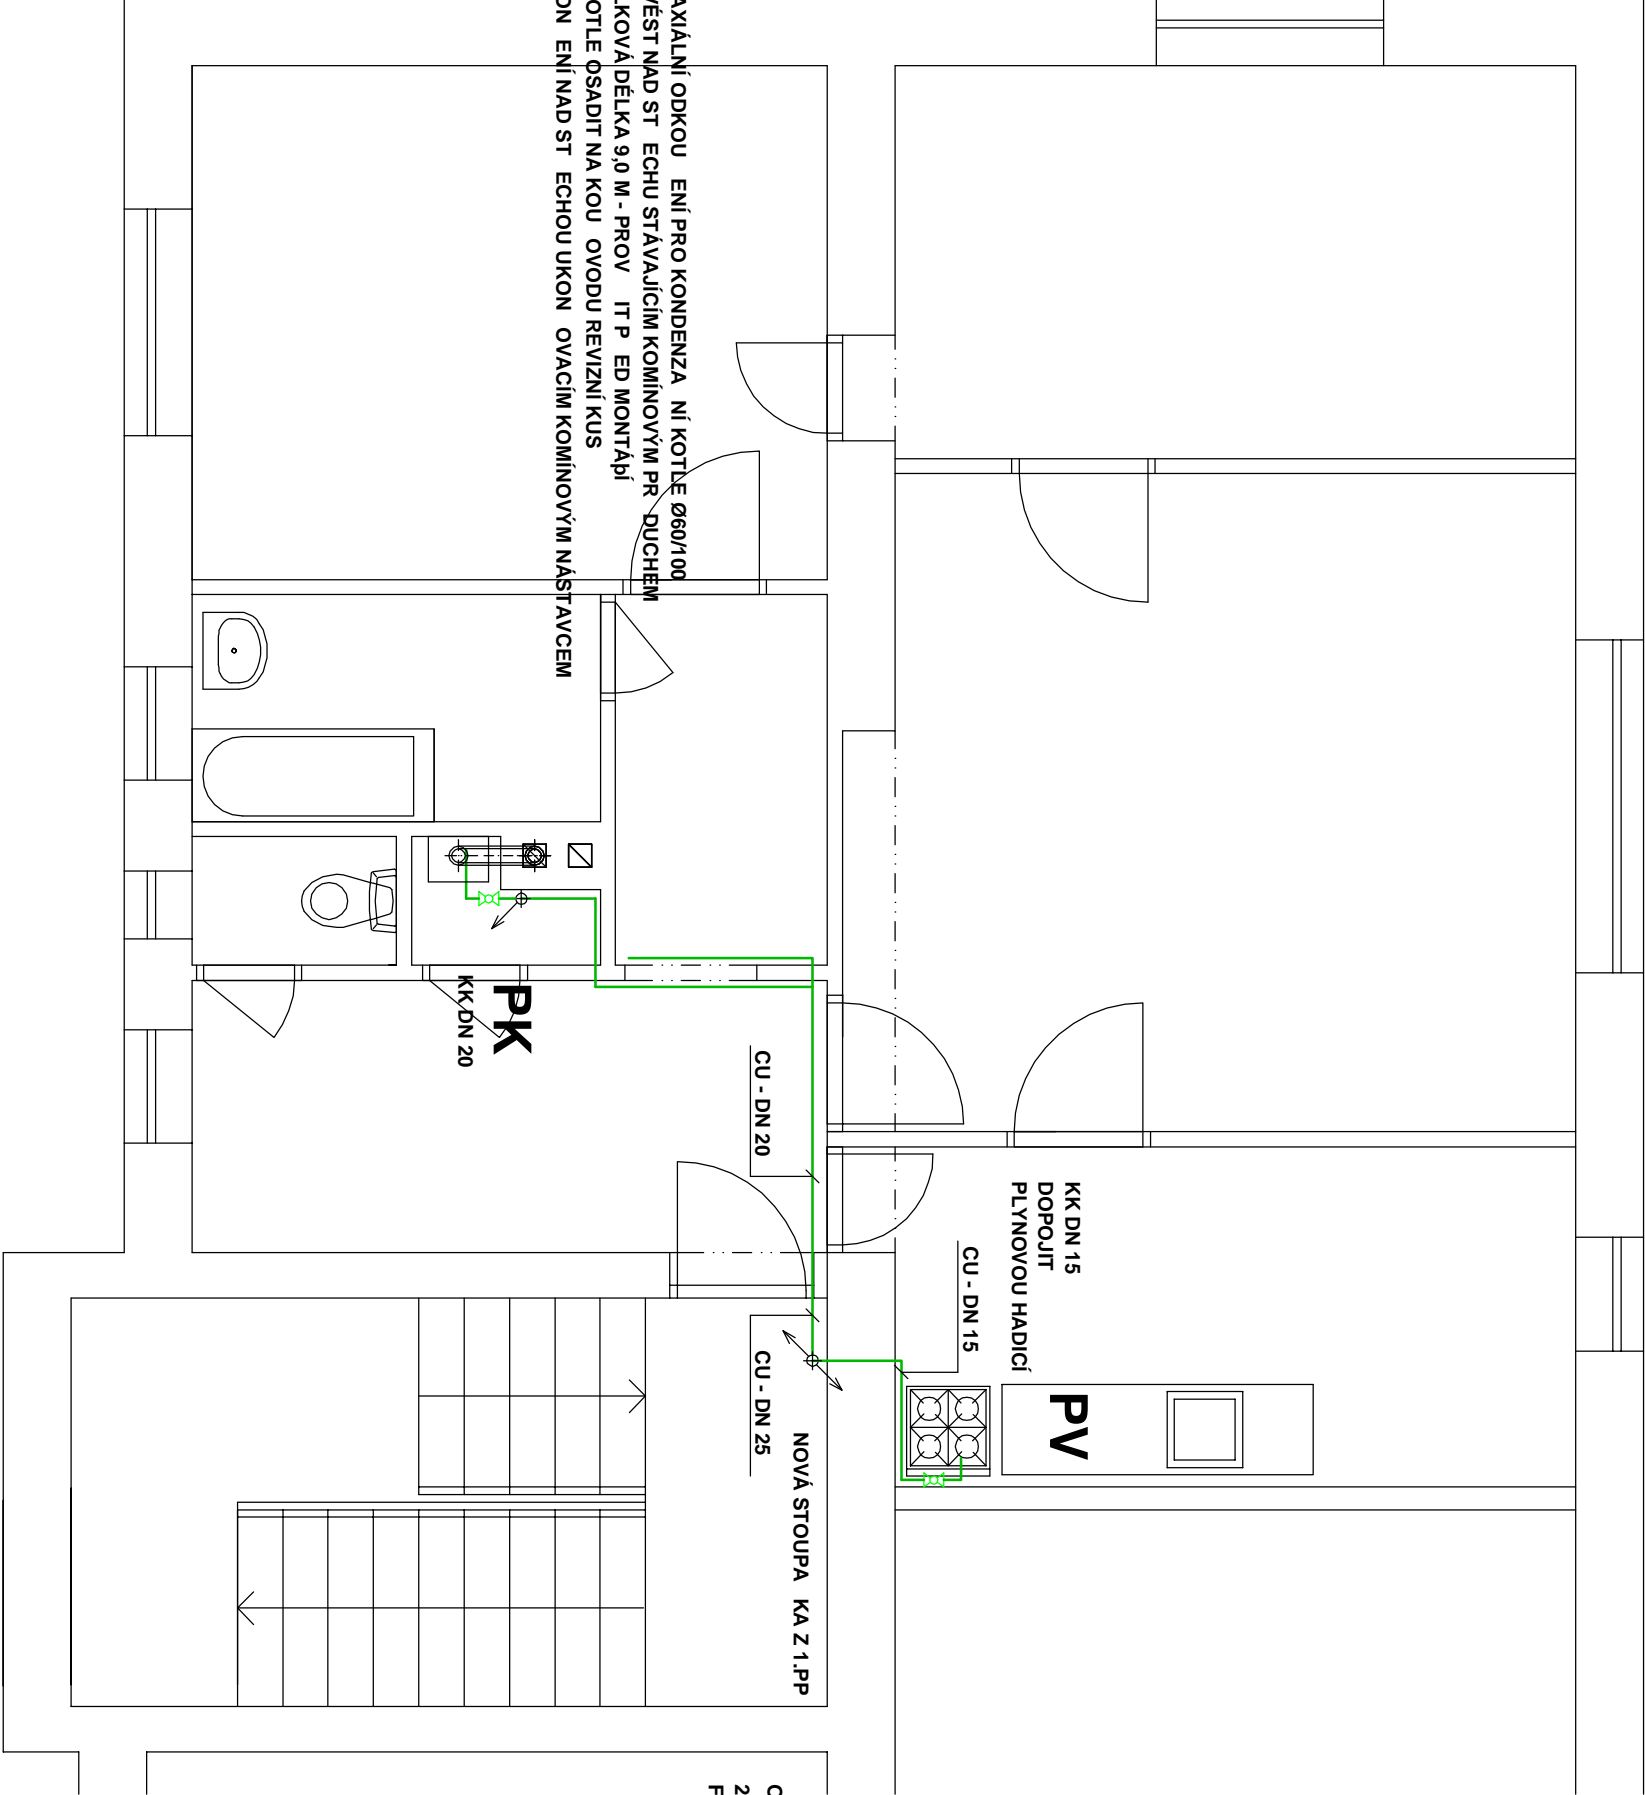 AXIÁLNÍ ODKOU ENÍ PRO KONDENZA NÍ KOTLE Ø60/100
VÉST NAD ST ECHU STÁVAJÍCÍM KOMÍNOVÝM PR DUCHEM
LKOVÁ DÉLKA 9,0 M - PROV IT P ED MONTÁþÍ
OTLE OSADIT NA KOU OVODU REVIZNÍ KUS
ON ENÍ NAD ST ECHOU UKON OVACÍM KOMÍNOVÝM NÁSTAVCEM
PK
KK DN 20
CU - DN 20
KK DN 15
DOPOJIT
PLYNOVOU HADICÍ
CU - DN 15
PV
CU - DN 25
NOVÁ STOUPA KA Z 1.PP
2
F